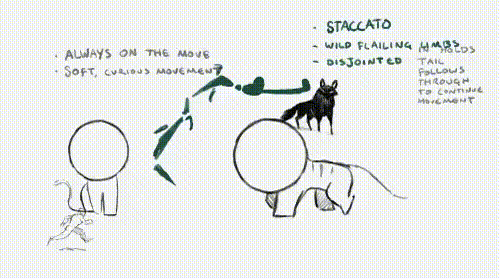 - ALWAYS ON THE MOVE
- SOFT, CURIOUS MOVEMENT
- STACCATO
- WILD FLAILING LIMBS
- DISJOINTED
IN HOLDS
TAIL
FOLLOWS
THROUGH
TO CONTINUE
MOVEMENT